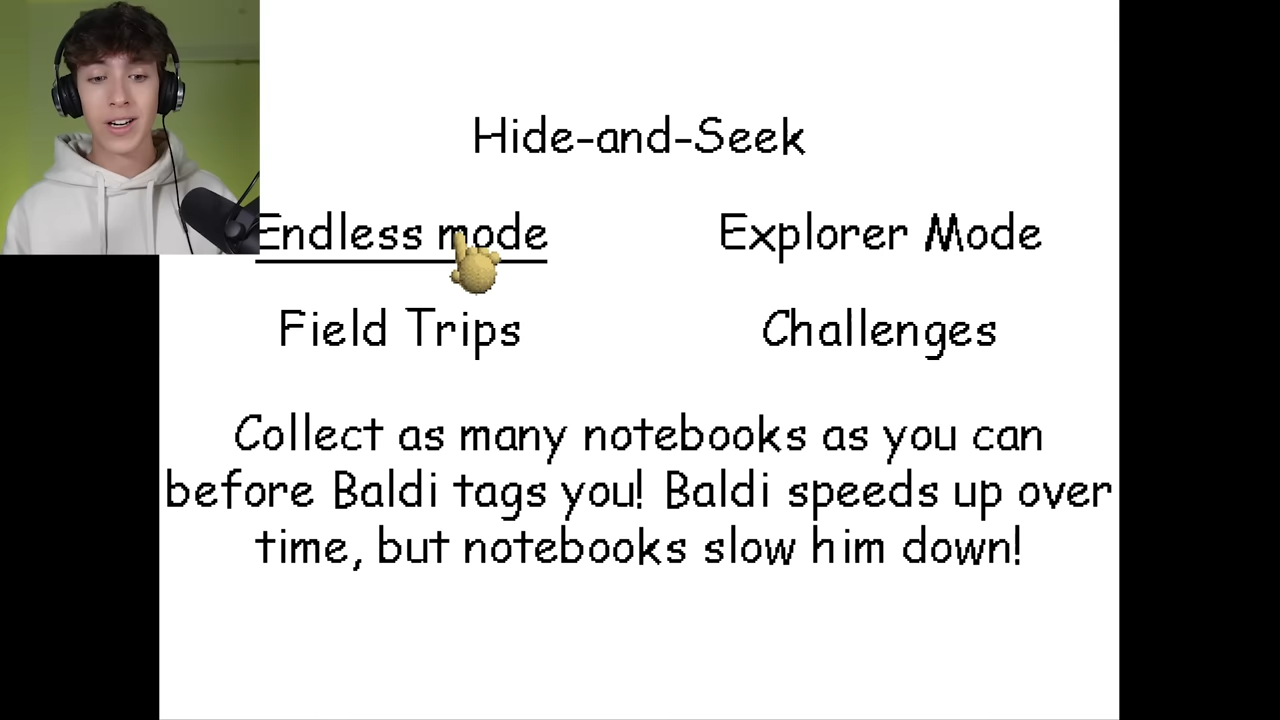 Hide-and-Seek
Endless mode
Explorer Mode
Field Trips
Challenges
Collect as many notebooks as you can
before Baldi tags you! Baldi speeds up over
time, but notebooks slow him down!